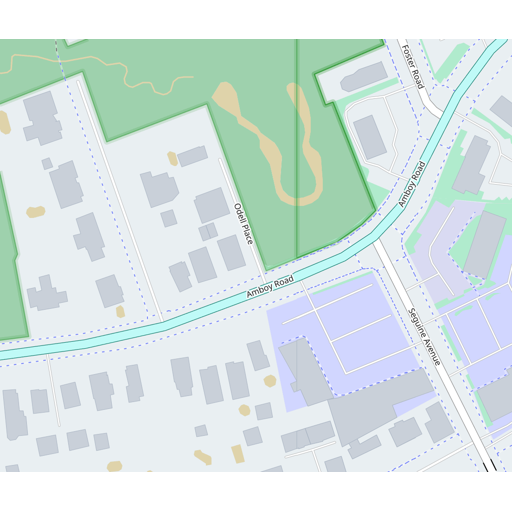 Foster Road
Amboy Road
Odell Place
Amboy Road
Seguine Avenue